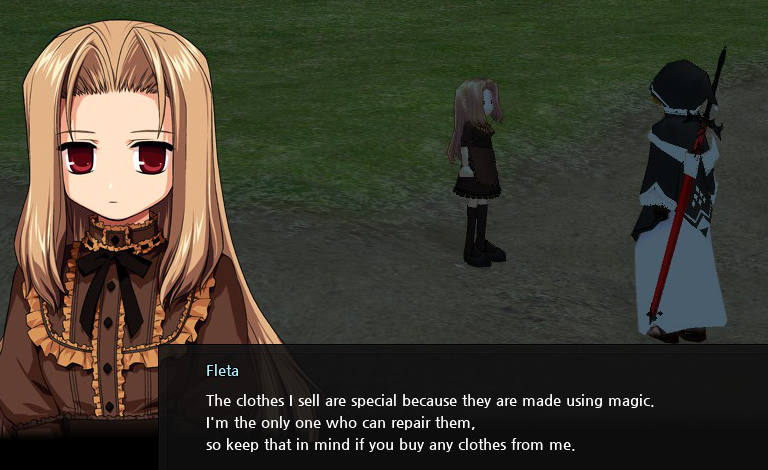 Fleta
The clothes I sell are special because they are made using magic.
I'm the only one who can repair them,
so keep that in mind if you buy any clothes from me.